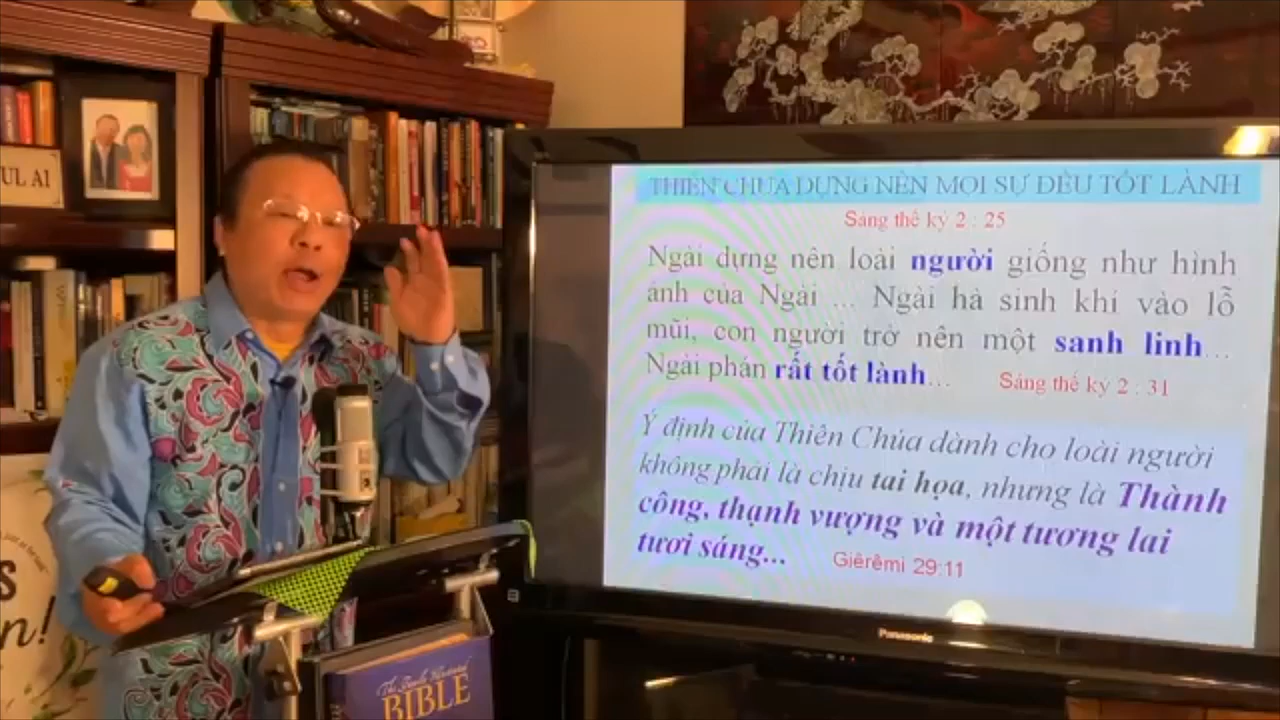 UL AI
THIÊN CHÚA DỰNG NÊN MỌI SỰ ĐỀU TỐT LÀNH
Sáng thế ký 2 : 25
Ngài dựng nên loài người giống như hình
ảnh của Ngài ... Ngài hà sinh khí vào lỗ
mũi, con người trở nên một sanh linh...
Ngài phán rất tốt lành...
Sáng thế ký 2 : 31
Ý định của Thiên Chúa dành cho loài người
không phải là chịu tai họa, nhưng là Thành
công, thạnh vượng và một tương lai
tươi sáng...
Giêrêmi 29:11
Panasonic
s
n!
BIBLE